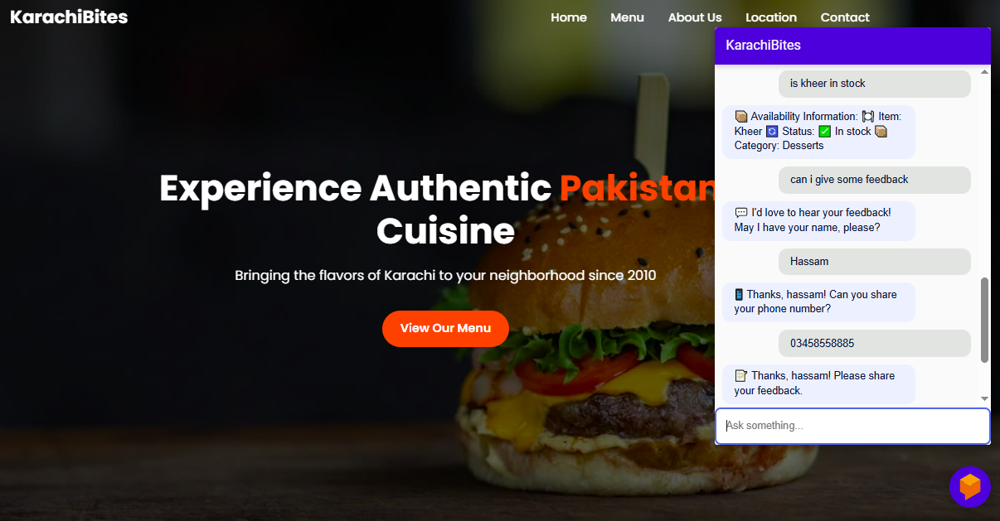 KarachiBites
Home Menu About Us Location Contact
Experience Authentic Pakistan
Cuisine
Bringing the flavors of Karachi to your neighborhood since 2010
View Our Menu
KarachiBites
is kheer in stock
📦 Availability Information: 🍽 Item:
Kheer 🔄 Status: ✅ In stock 📦
Category: Desserts
can i give some feedback
💬 I'd love to hear your feedback!
May I have your name, please?
Hassam
📱 Thanks, hassam! Can you share
your phone number?
03458558885
📝 Thanks, hassam! Please share
your feedback.
Ask something...